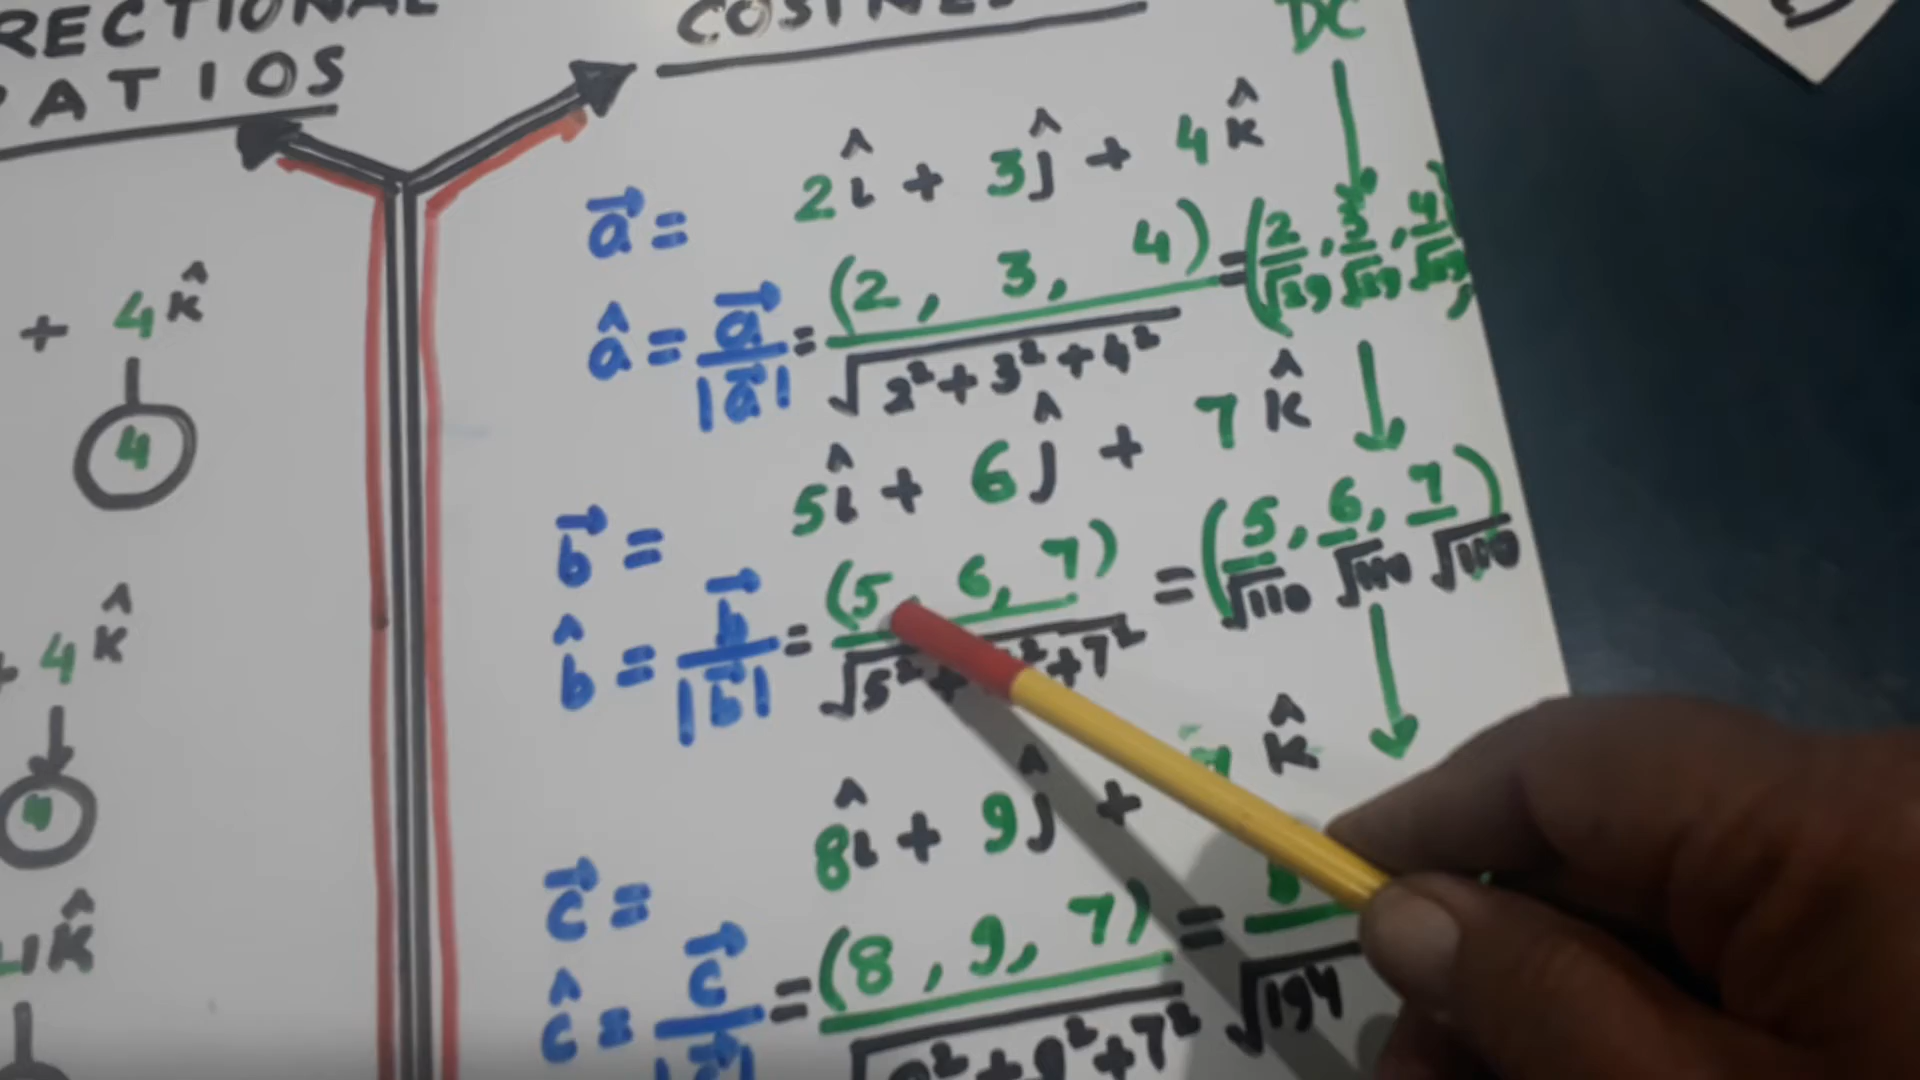 RECTIONAL
RATIOS
+ 4k̂
4
+ 4k̂
4
k̂
COSINES
DC
a⃗ = 2î + 3ĵ + 4k̂
â = a⃗/|a⃗| = (2, 3, 4)/√2²+3²+4² = (2/√29, 3/√29, 4/√29)
b⃗ = 5î + 6ĵ + 7k̂
b̂ = b⃗/|b⃗| = (5, 6, 7)/√5²+ ²+7² = (5/√110, 6/√110, 7/√110)
c⃗ = 8î + 9ĵ + k̂
ĉ = c⃗/|c⃗| = (8, 9, 7)/√8²+9²+7² = 8/√194